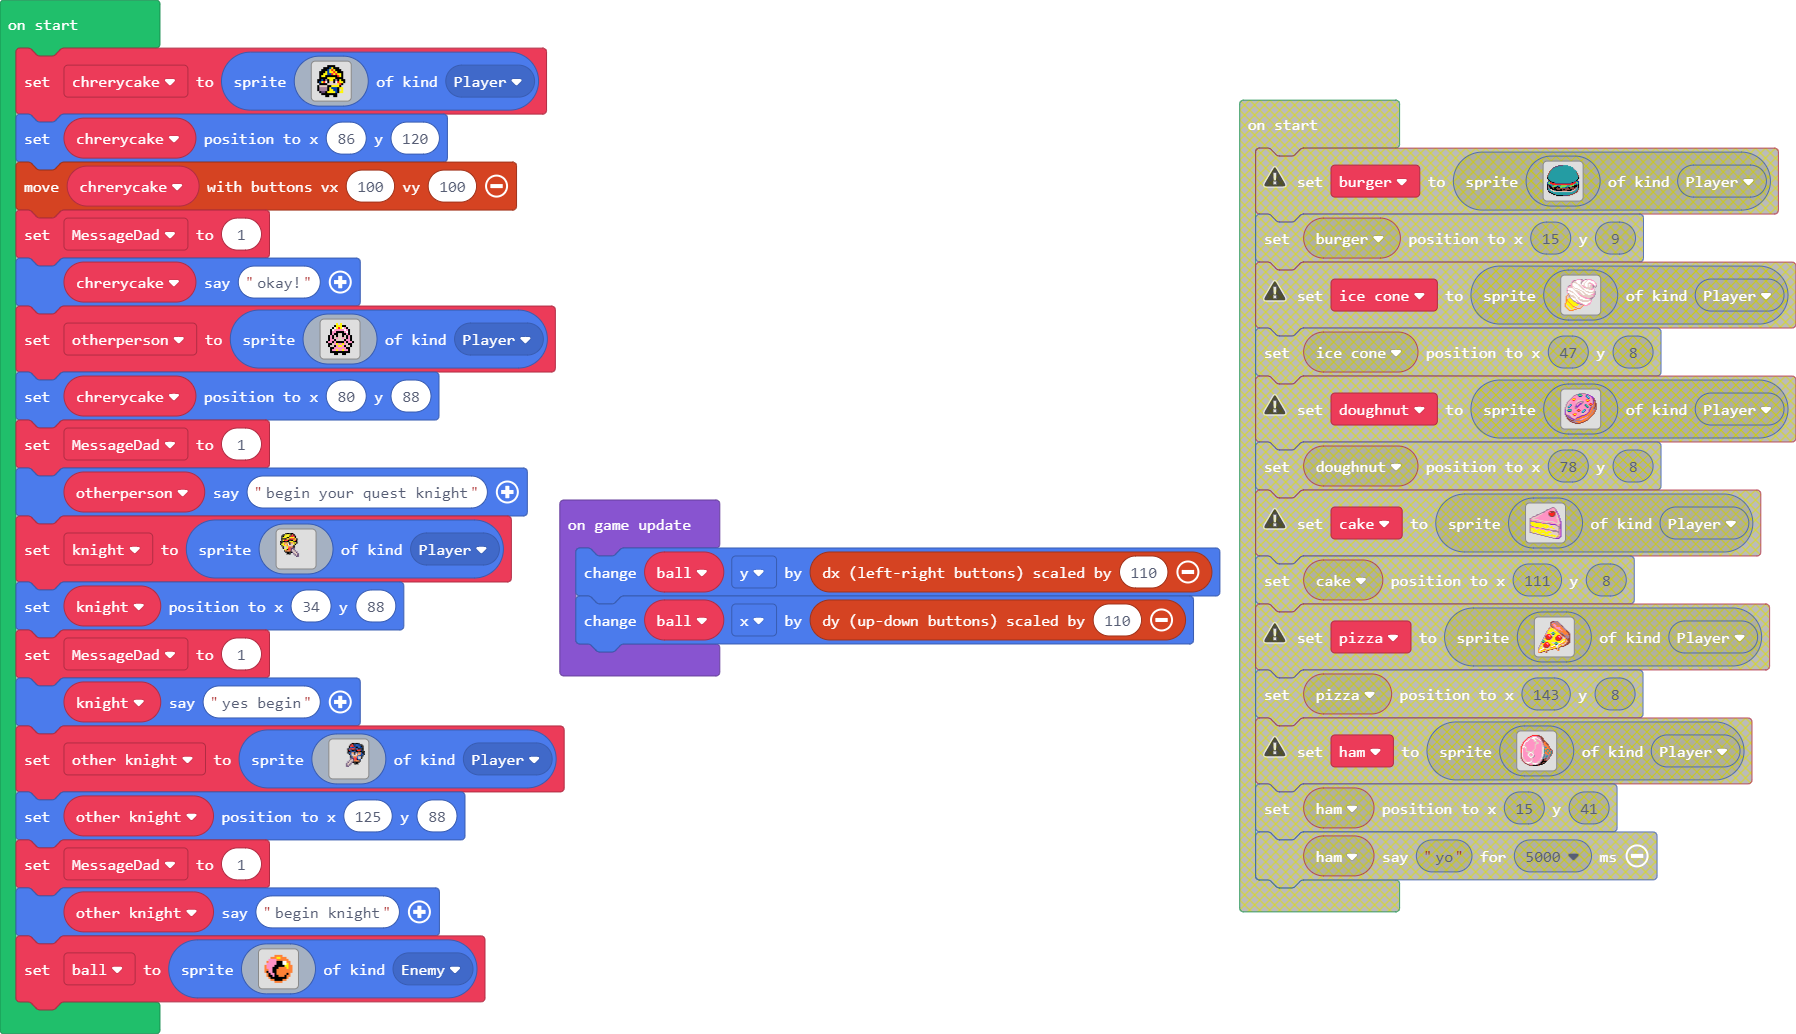 on start
set chrerycake to sprite of kind Player
set chrerycake position to x 86 y 120
move chrerycake with buttons vx 100 vy 100
set MessageDad to 1
chrerycake say "okay!"
set otherperson to sprite of kind Player
set chrerycake position to x 80 y 88
set MessageDad to 1
otherperson say "begin your quest knight"
set knight to sprite of kind Player
set knight position to x 34 y 88
set MessageDad to 1
knight say "yes begin"
set other knight to sprite of kind Player
set other knight position to x 125 y 88
set MessageDad to 1
other knight say "begin knight"
set ball to sprite of kind Enemy
on game update
change ball y by dx (left-right buttons) scaled by 110
change ball x by dy (up-down buttons) scaled by 110
on start
set burger to sprite of kind Player
set burger position to x 15 y 9
set ice cone to sprite of kind Player
set ice cone position to x 47 y 8
set doughnut to sprite of kind Player
set doughnut position to x 78 y 8
set cake to sprite of kind Player
set cake position to x 111 y 8
set pizza to sprite of kind Player
set pizza position to x 143 y 8
set ham to sprite of kind Player
set ham position to x 15 y 41
ham say "yo" for 5000 ms